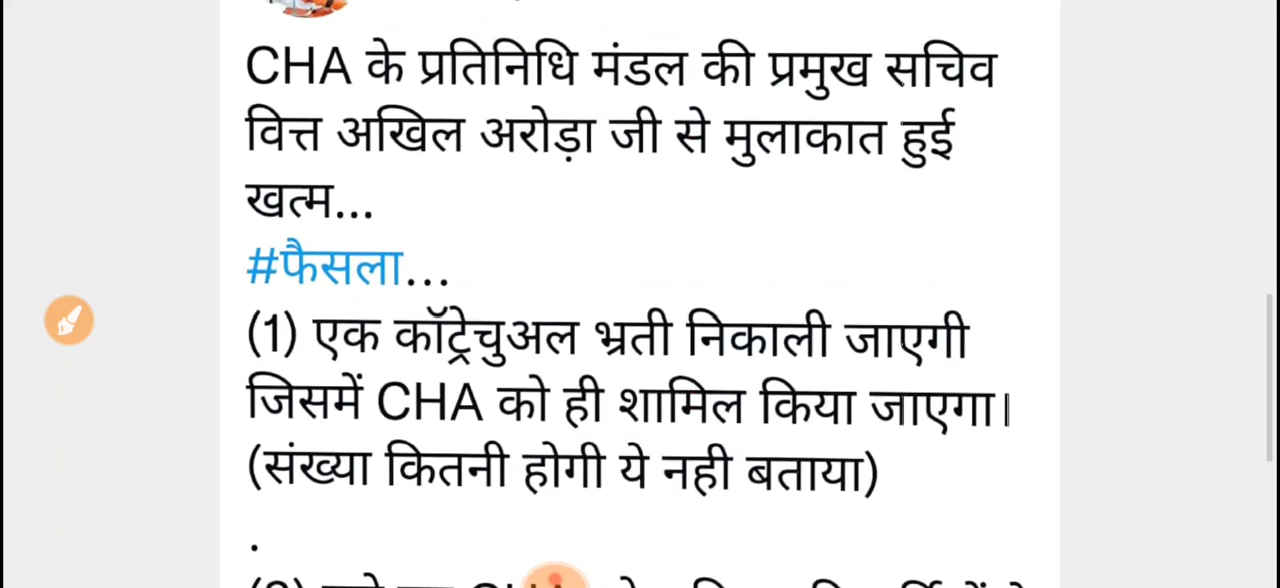 CHA के प्रतिनिधि मंडल की प्रमुख सचिव
वित्त अखिल अरोड़ा जी से मुलाकात हुई
खत्म...
#फैसला...
(1) एक कॉट्रेचुअल भ्रती निकाली जाएगी
जिसमें CHA को ही शामिल किया जाएगा।
(संख्या कितनी होगी ये नही बताया)
.